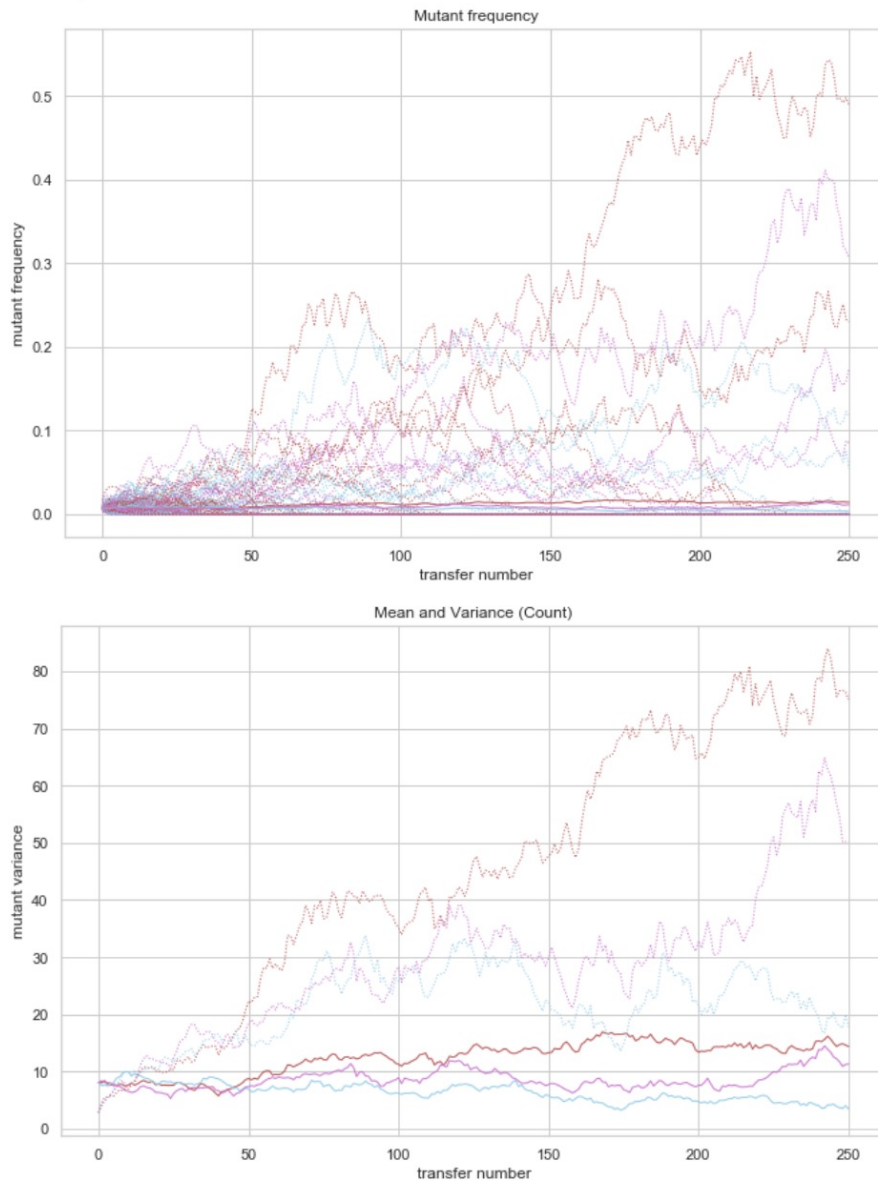 Mutant frequency
0.5
0.4
0.3
0.2
0.1
0.0
mutant frequency
0 50 100 150 200 250
transfer number
Mean and Variance (Count)
80
70
60
50
40
30
20
10
0
mutant variance
0 50 100 150 200 250
transfer number